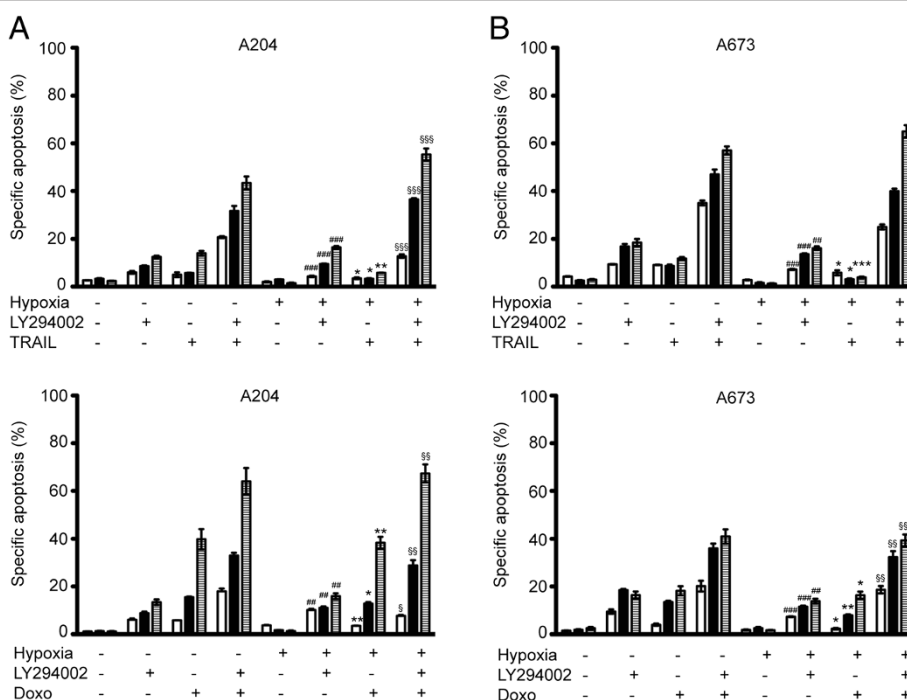 A
B
A204
A673
Specific apoptosis (%)
100
80
60
40
20
0
### ### ###
* * **
§§§ §§§ §§§
Hypoxia - - - - + + + +
LY294002 - + - + - + - +
TRAIL - - + + - - + +
Specific apoptosis (%)
100
80
60
40
20
0
### ### ##
* * ***
Hypoxia - - - - + + + +
LY294002 - + - + - + - +
TRAIL - - + + - - + +
A204
A673
Specific apoptosis (%)
100
80
60
40
20
0
## ## ##
** * **
§ §§ §§
Hypoxia - - - - + + + +
LY294002 - + - + - + - +
Doxo - - + + - - + +
Specific apoptosis (%)
100
80
60
40
20
0
### ### ##
* ** *
§§ §§ §§
Hypoxia - - - - + + + +
LY294002 - + - + - + - +
Doxo - - + + - - + +